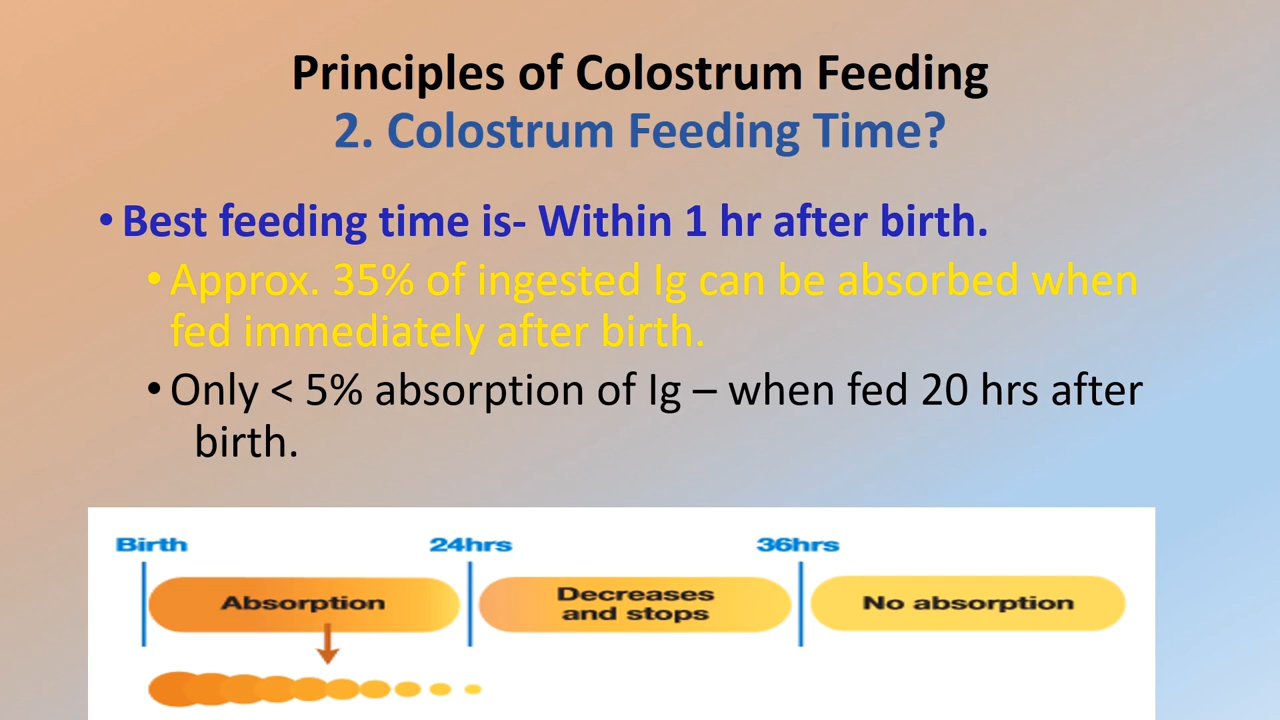 Principles of Colostrum Feeding
2. Colostrum Feeding Time?
• Best feeding time is- Within 1 hr after birth.
• Approx. 35% of ingested Ig can be absorbed when
fed immediately after birth.
• Only < 5% absorption of Ig – when fed 20 hrs after
birth.
Birth 24hrs 36hrs
Absorption
Decreases
and stops
No absorption